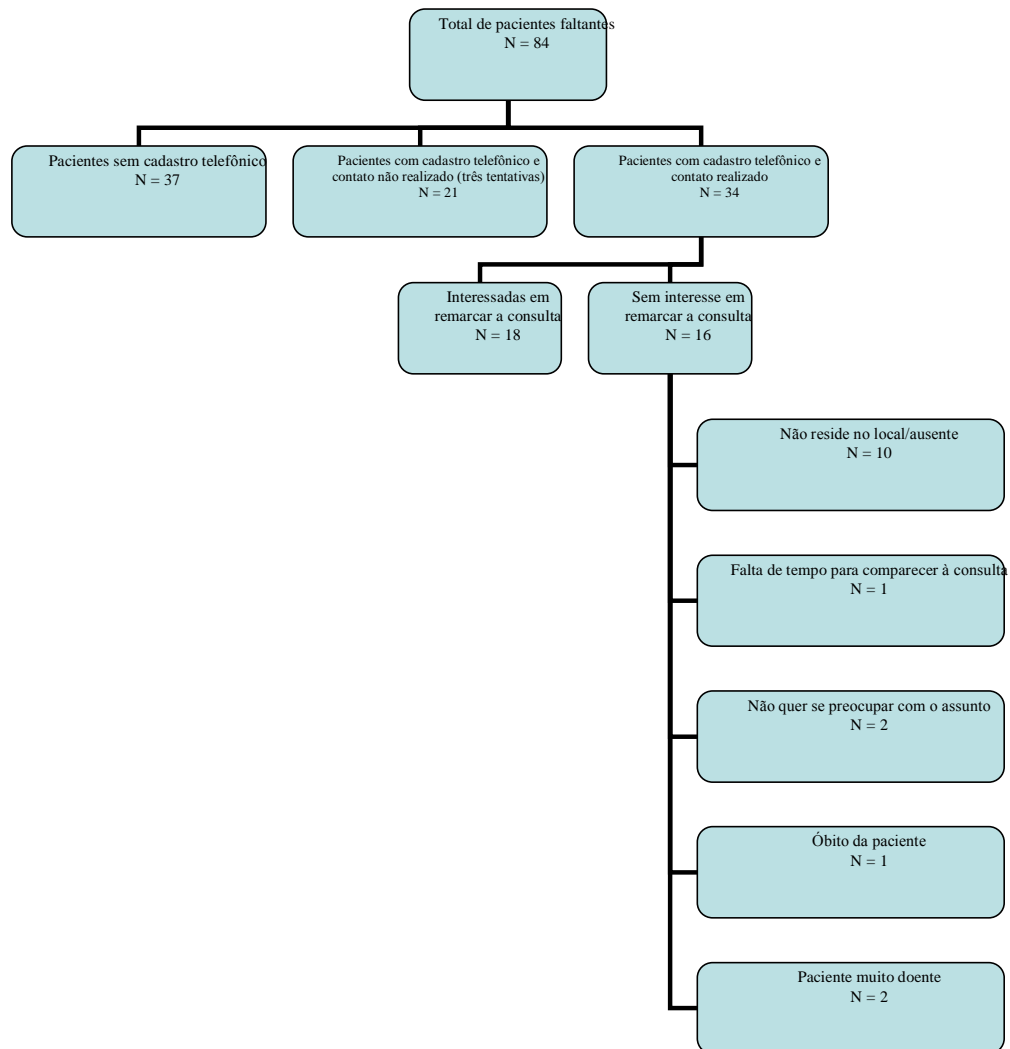 Total de pacientes faltantes
N = 84
Pacientes sem cadastro telefônico
N = 37
Pacientes com cadastro telefônico e
contato não realizado (três tentativas)
N = 21
Pacientes com cadastro telefônico e
contato realizado
N = 34
Interessadas em
remarcar a consulta
N = 18
Sem interesse em
remarcar a consulta
N = 16
Não reside no local/ausente
N = 10
Falta de tempo para comparecer à consulta
N = 1
Não quer se preocupar com o assunto
N = 2
Óbito da paciente
N = 1
Paciente muito doente
N = 2